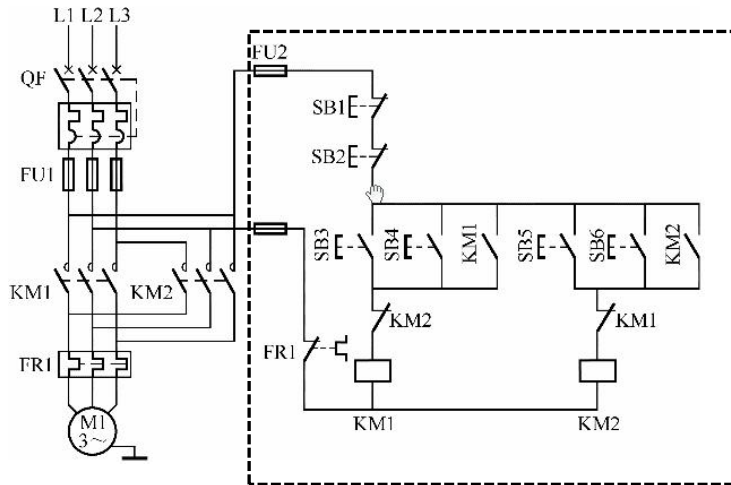 L1 L2 L3
FU2
QF
SB1
SB2
FU1
SB3
SB4
KM1
SB5
SB6
KM2
KM1
KM2
KM2
KM1
FR1
FR1
M1
3~
KM1
KM2